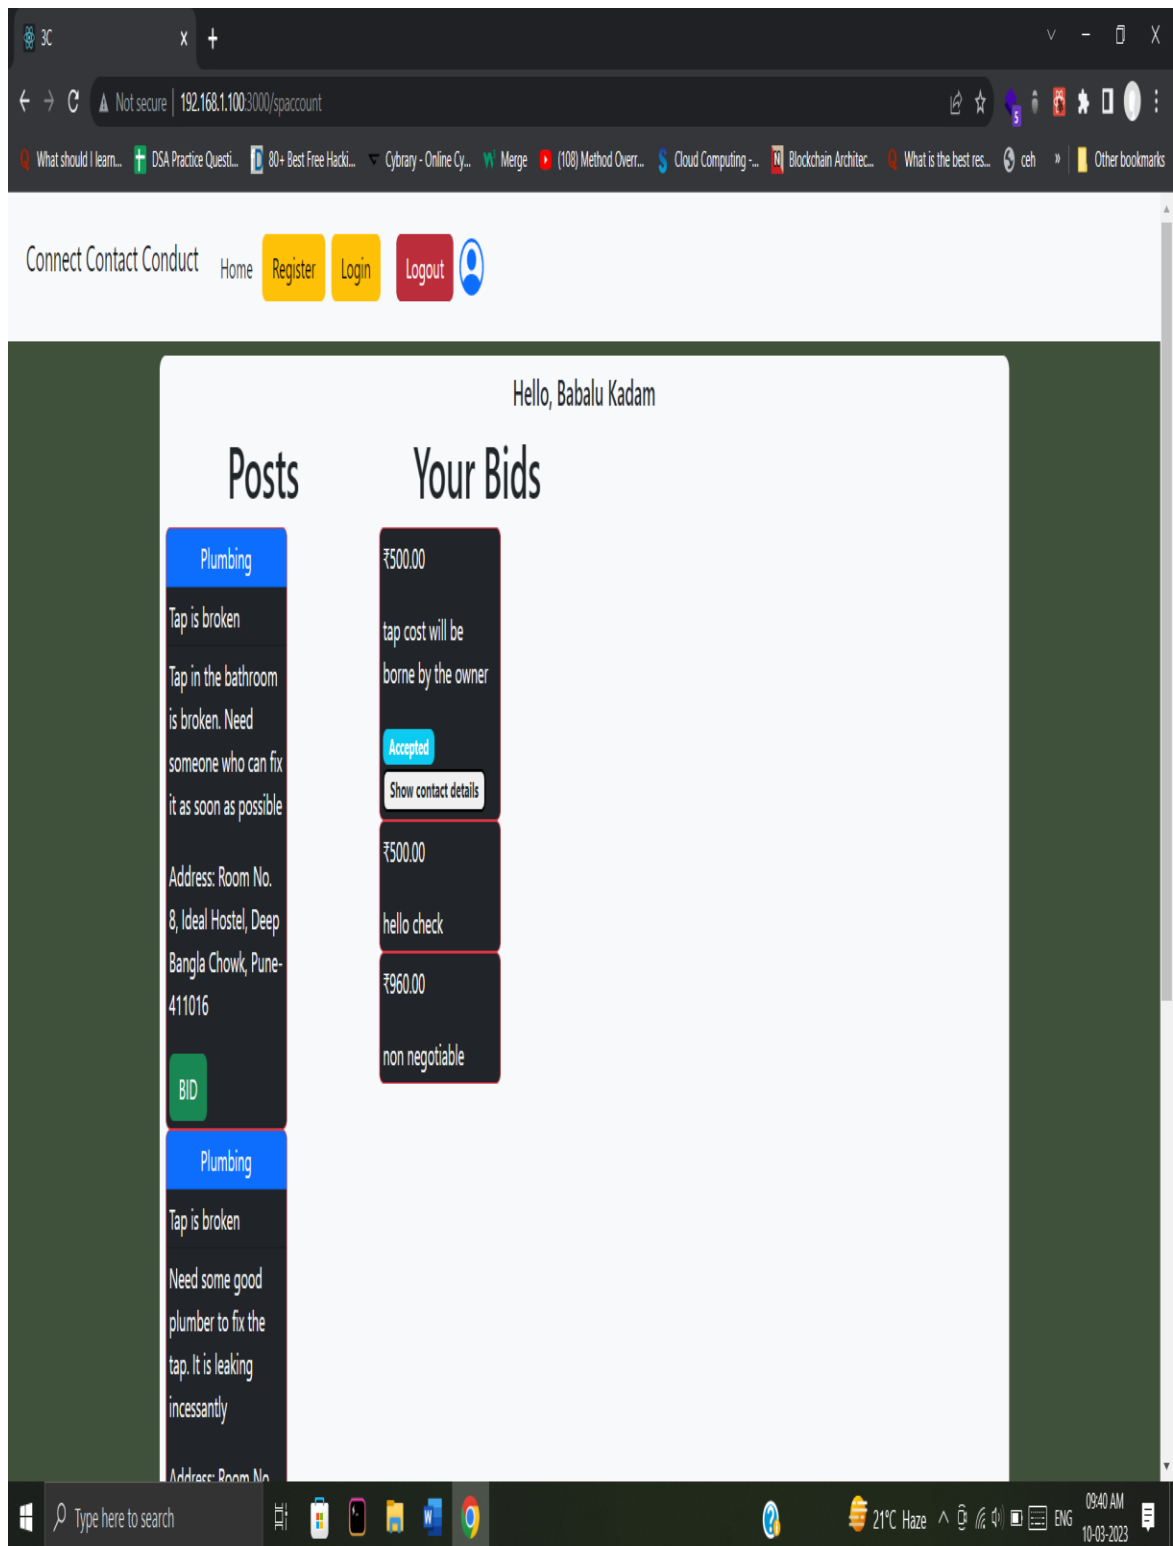 3C
Not secure | 192.168.1.100:3000/spaccount
What should I learn... DSA Practice Questi... 80+ Best Free Hacki... Cybrary - Online Cy... Merge (108) Method Overr... Cloud Computing -... Blockchain Architec... What is the best res... ceh » Other bookmarks
Connect Contact Conduct Home Register Login Logout
Hello, Babalu Kadam
Posts
Plumbing
Tap is broken
Tap in the bathroom
is broken. Need
someone who can fix
it as soon as possible
Address: Room No.
8, Ideal Hostel, Deep
Bangla Chowk, Pune-
411016
BID
Plumbing
Tap is broken
Need some good
plumber to fix the
tap. It is leaking
incessantly
Address: Room No.
Your Bids
₹500.00
tap cost will be
borne by the owner
Accepted
Show contact details
₹500.00
hello check
₹960.00
non negotiable
Type here to search
21°C Haze ENG 09:40 AM
10-03-2023